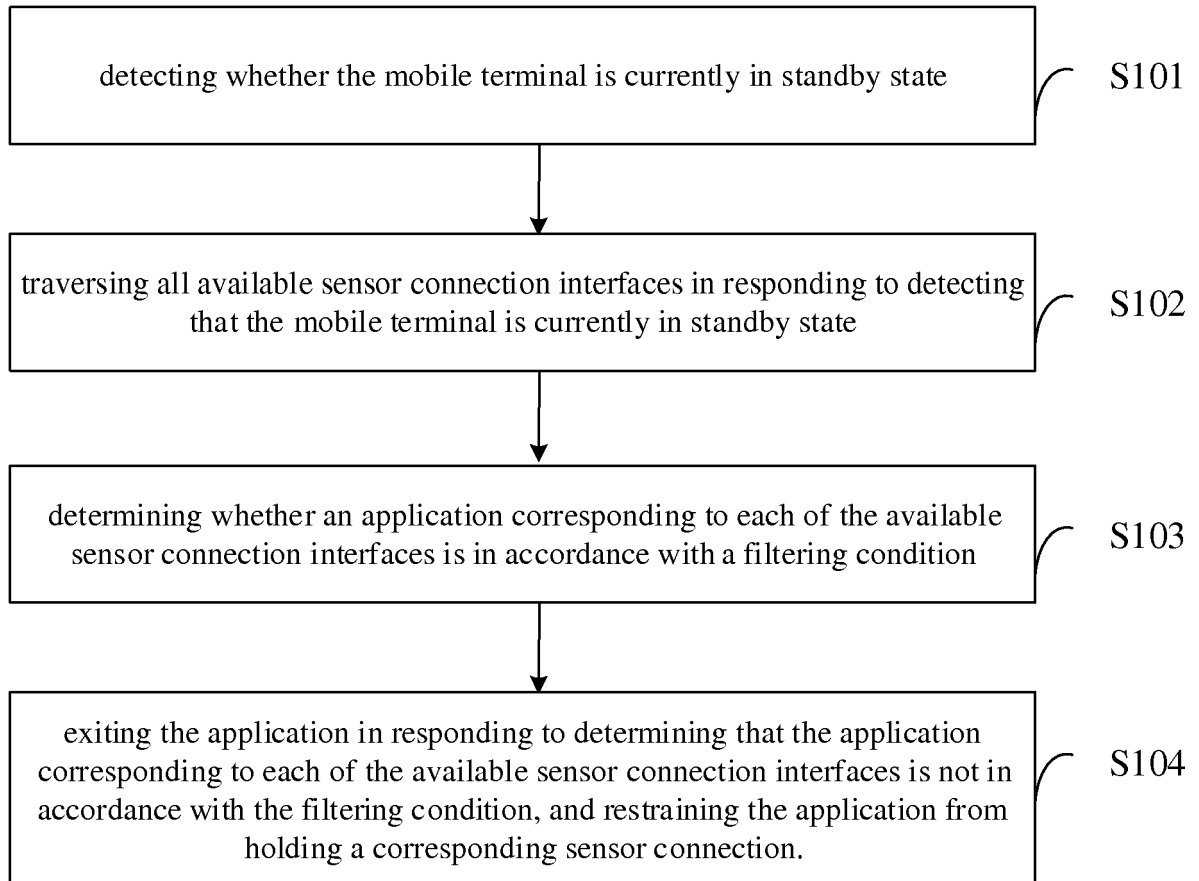 detecting whether the mobile terminal is currently in standby state
S101
traversing all available sensor connection interfaces in responding to detecting
that the mobile terminal is currently in standby state
S102
determining whether an application corresponding to each of the available
sensor connection interfaces is in accordance with a filtering condition
S103
exiting the application in responding to determining that the application
corresponding to each of the available sensor connection interfaces is not in
accordance with the filtering condition, and restraining the application from
holding a corresponding sensor connection.
S104